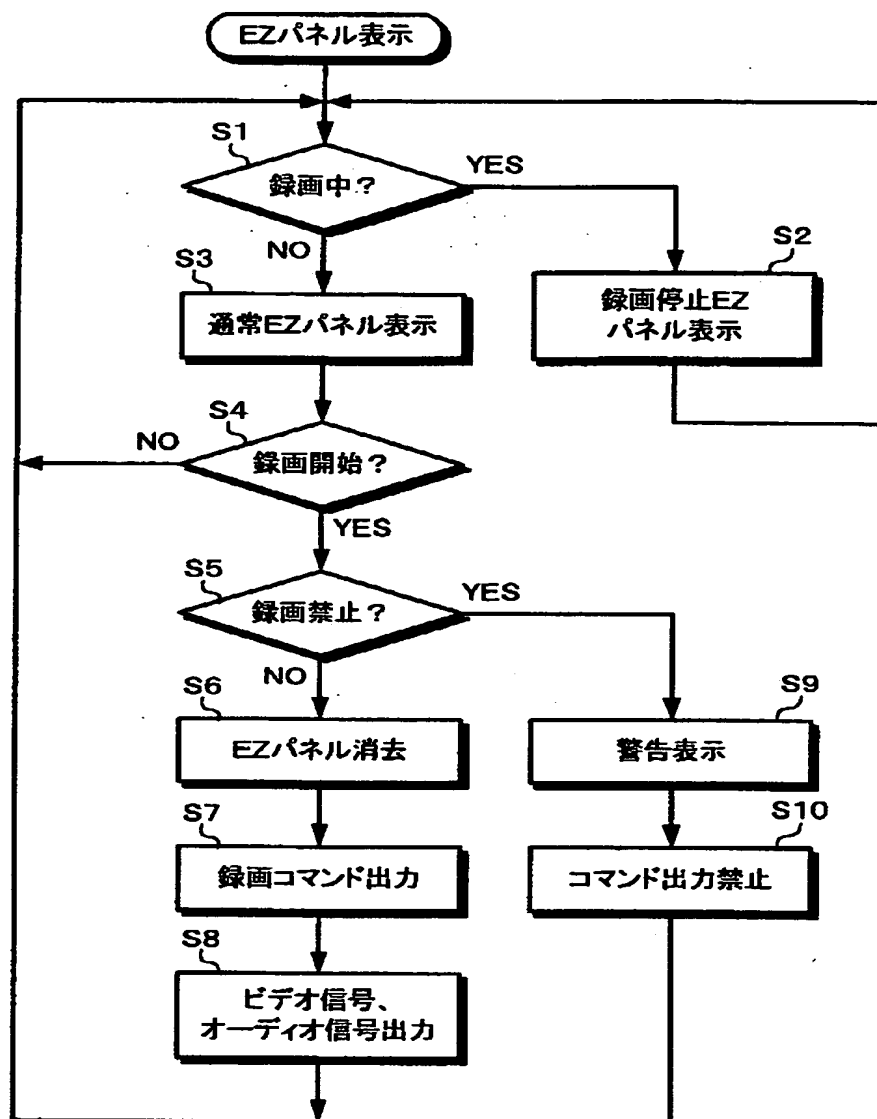 EZパネル表示
S1
録画中?
YES
NO
S2
録画停止EZ
パネル表示
S3
通常EZパネル表示
S4
NO
録画開始?
YES
S5
録画禁止?
YES
NO
S6
EZパネル消去
S9
警告表示
S7
録画コマンド出力
S10
コマンド出力禁止
S8
ビデオ信号、
オーディオ信号出力